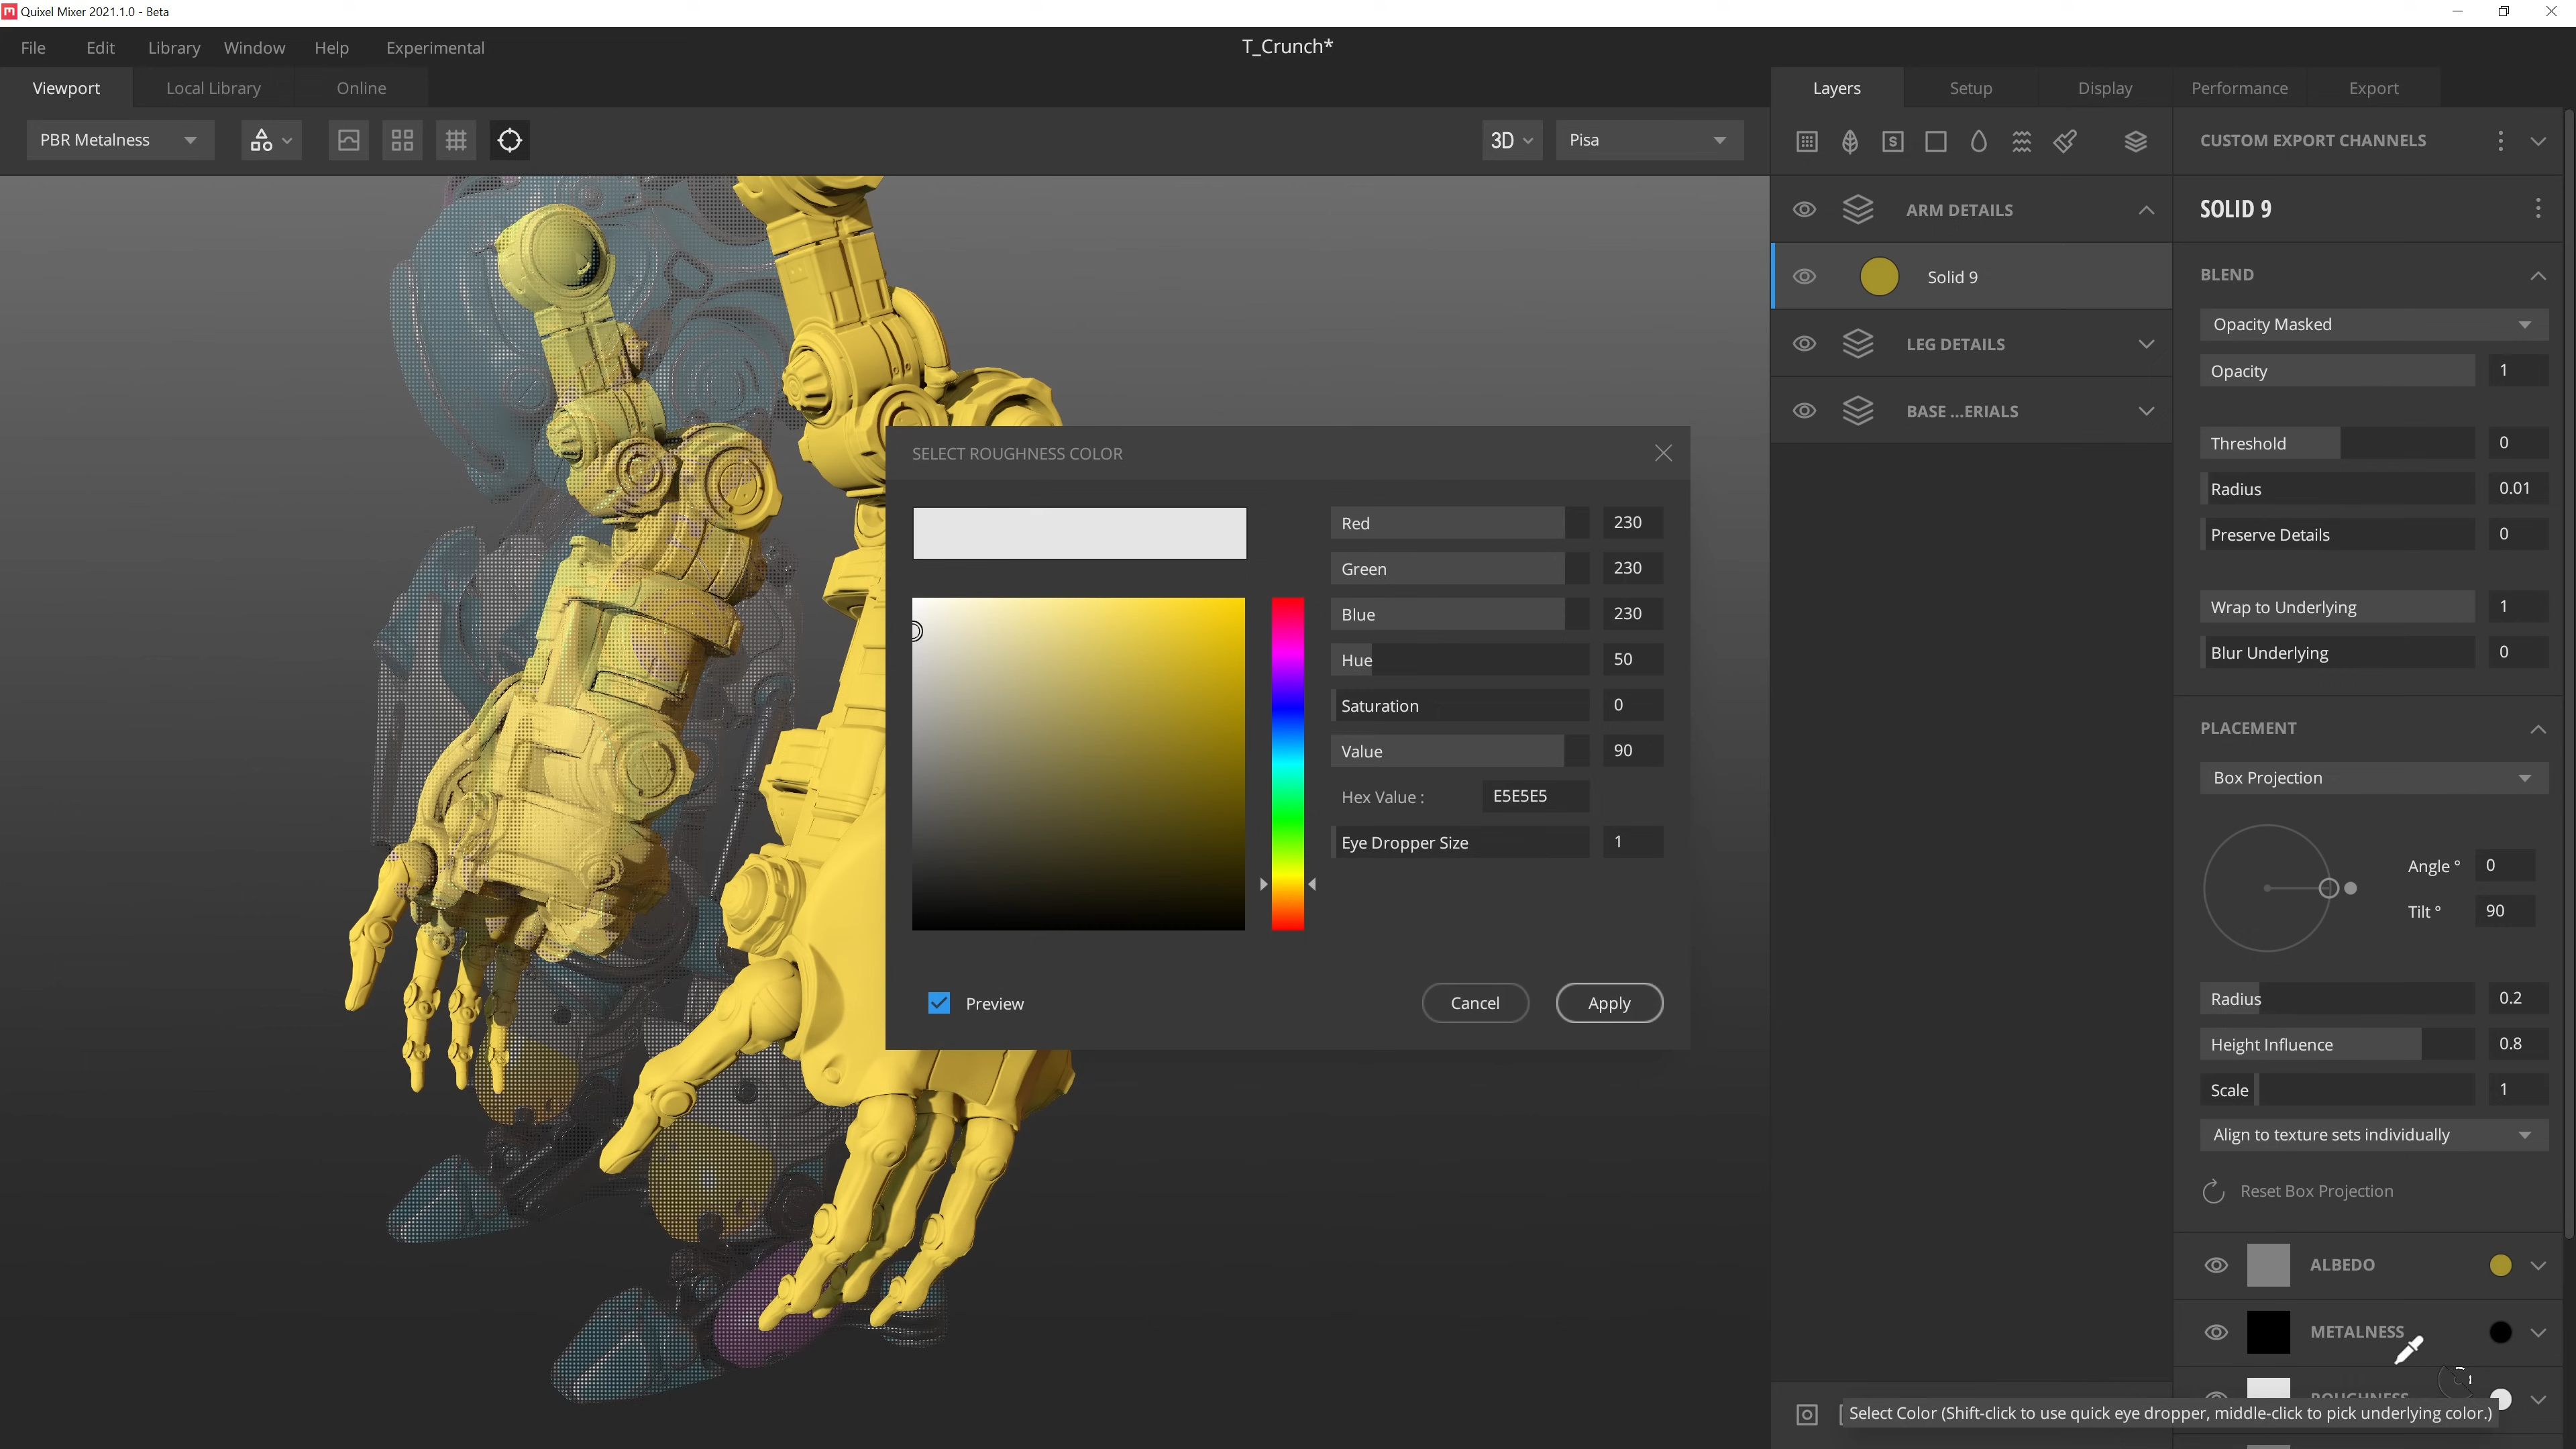 Quixel Mixer 2021.1.0 - Beta
File Edit Library Window Help Experimental
T_Crunch*
Viewport Local Library Online
PBR Metalness
3D Pisa
Layers Setup Display Performance Export
S
CUSTOM EXPORT CHANNELS
ARM DETAILS
Solid 9
LEG DETAILS
BASE ...ERIALS
SOLID 9
BLEND
Opacity Masked
Opacity 1
Threshold 0
Radius 0.01
Preserve Details 0
Wrap to Underlying 1
Blur Underlying 0
PLACEMENT
Box Projection
Angle ° 0
Tilt ° 90
Radius 0.2
Height Influence 0.8
Scale 1
Align to texture sets individually
Reset Box Projection
ALBEDO
METALNESS
ROUGHNESS
Select Color (Shift-click to use quick eye dropper, middle-click to pick underlying color.)
SELECT ROUGHNESS COLOR
Red 230
Green 230
Blue 230
Hue 50
Saturation 0
Value 90
Hex Value : E5E5E5
Eye Dropper Size 1
Preview
Cancel Apply